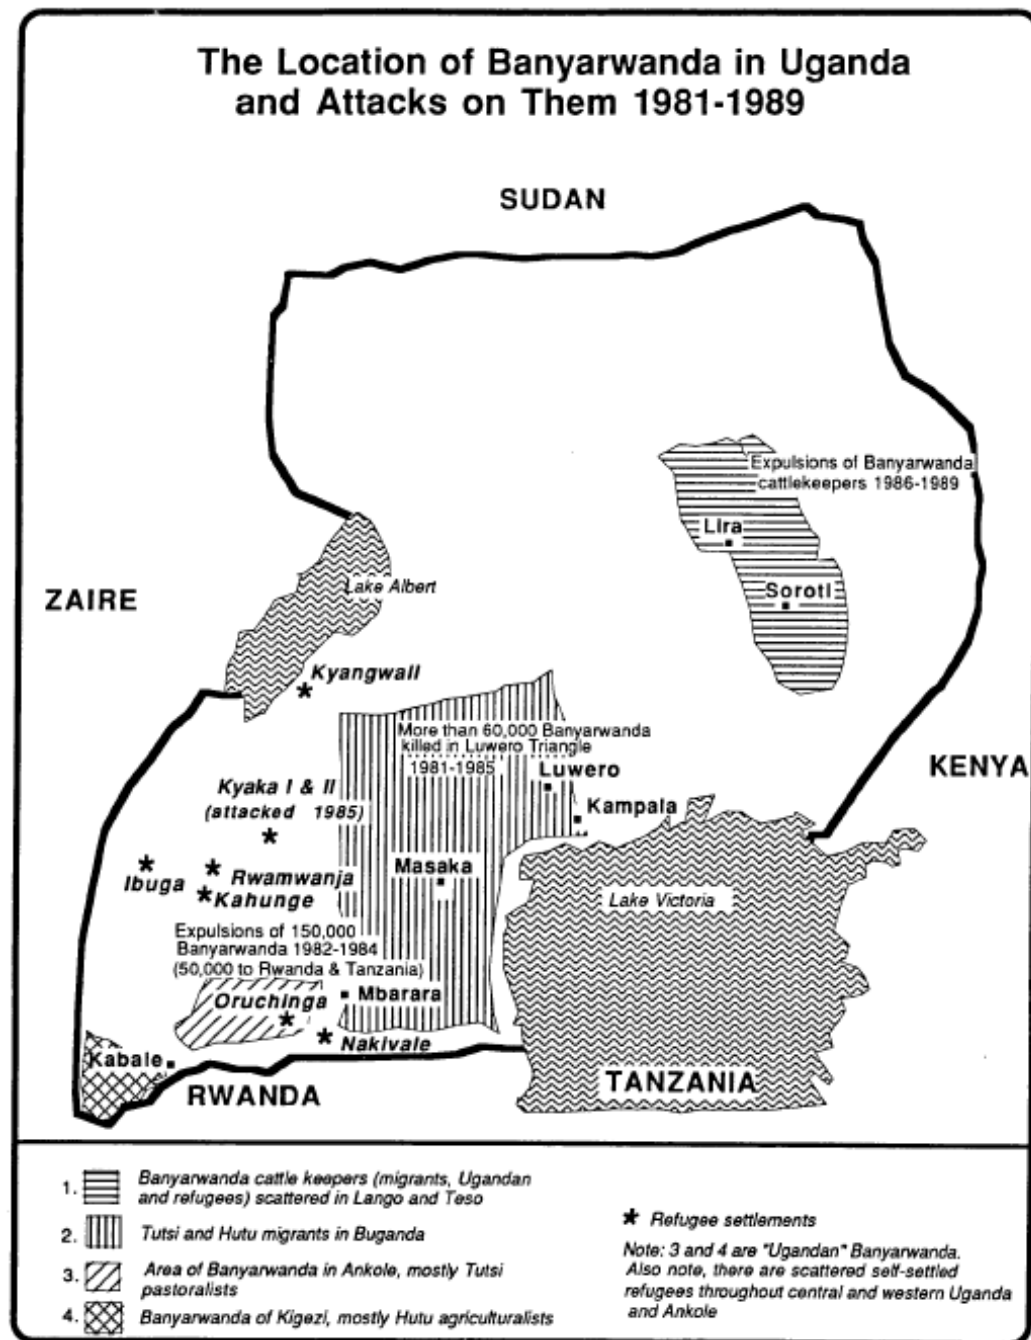 The Location of Banyarwanda in Uganda
and Attacks on Them 1981-1989
SUDAN
Expulsions of Banyarwanda
cattlekeepers 1986-1989
Lira
Soroti
Lake Albert
ZAIRE
Kyangwali
More than 60,000 Banyarwanda
killed in Luwero Triangle
1981-1985
Luwero
KENYA
Kyaka I & II
(attacked 1985)
Kampala
Masaka
Ibuga
Rwamwanja
Kahunge
Lake Victoria
Expulsions of 150,000
Banyarwanda 1982-1984
(50,000 to Rwanda & Tanzania)
Oruchinga
Mbarara
Nakivale
Kabale
RWANDA
TANZANIA
1. Banyarwanda cattle keepers (migrants, Ugandan
and refugees) scattered in Lango and Teso
2. Tutsi and Hutu migrants in Buganda
3. Area of Banyarwanda in Ankole, mostly Tutsi
pastoralists
4. Banyarwanda of Kigezi, mostly Hutu agriculturalists
* Refugee settlements
Note: 3 and 4 are "Ugandan" Banyarwanda.
Also note, there are scattered self-settled
refugees throughout central and western Uganda
and Ankole